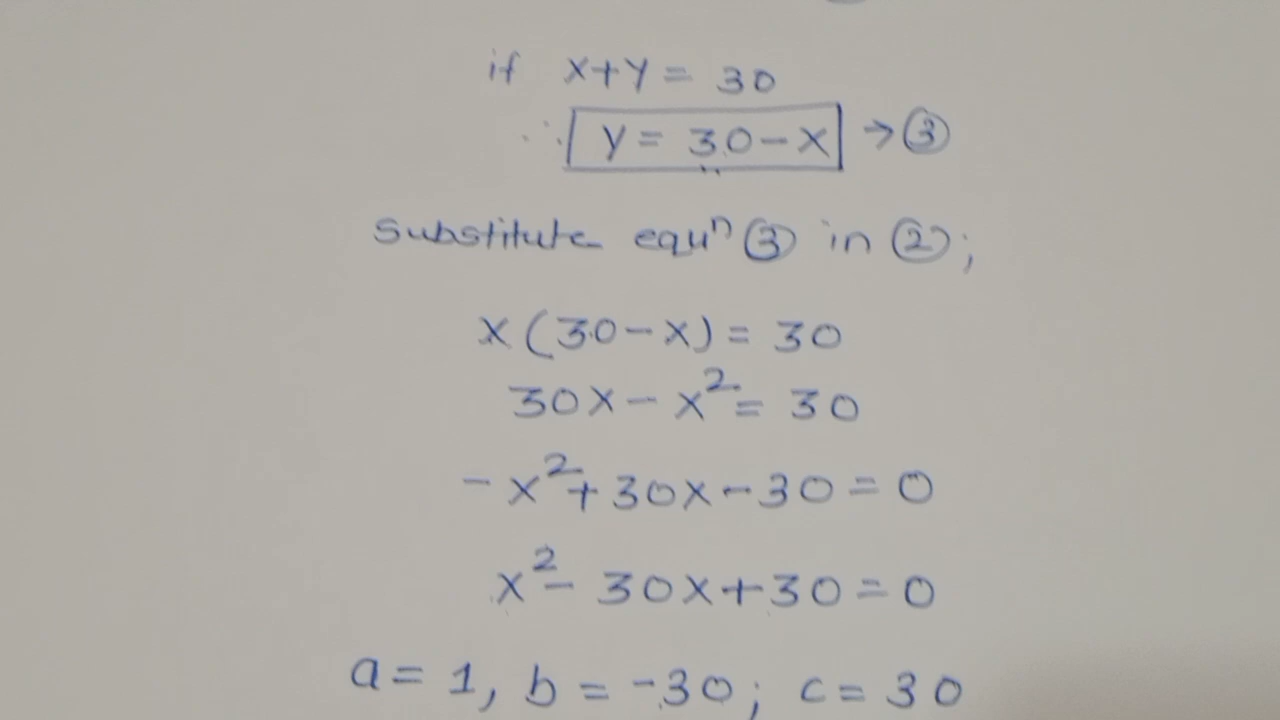 if x+y = 30
∴ y = 30-x → ③
Substitute equⁿ ③ in ②;
x(30-x) = 30
30x - x² = 30
-x² + 30x - 30 = 0
x² - 30x + 30 = 0
a = 1, b = -30; c = 30